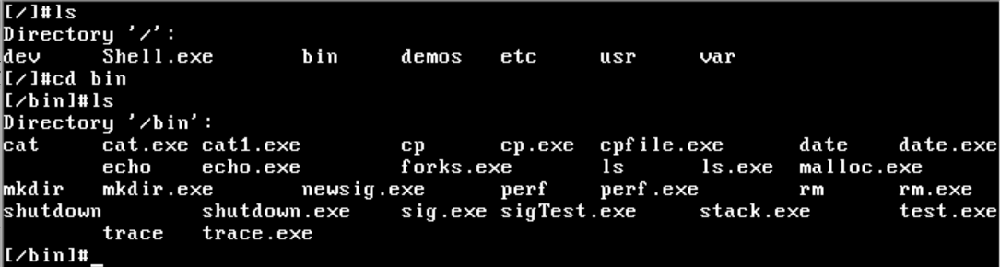 [/]#ls
Directory '/':
dev Shell.exe bin demos etc usr var
[/]#cd bin
[/bin]#ls
Directory '/bin':
cat cat.exe cat1.exe cp cp.exe cpfile.exe date date.exe
echo echo.exe forks.exe ls ls.exe malloc.exe
mkdir mkdir.exe newsig.exe perf perf.exe rm rm.exe
shutdown shutdown.exe sig.exe sigTest.exe stack.exe test.exe
trace trace.exe
[/bin]#_